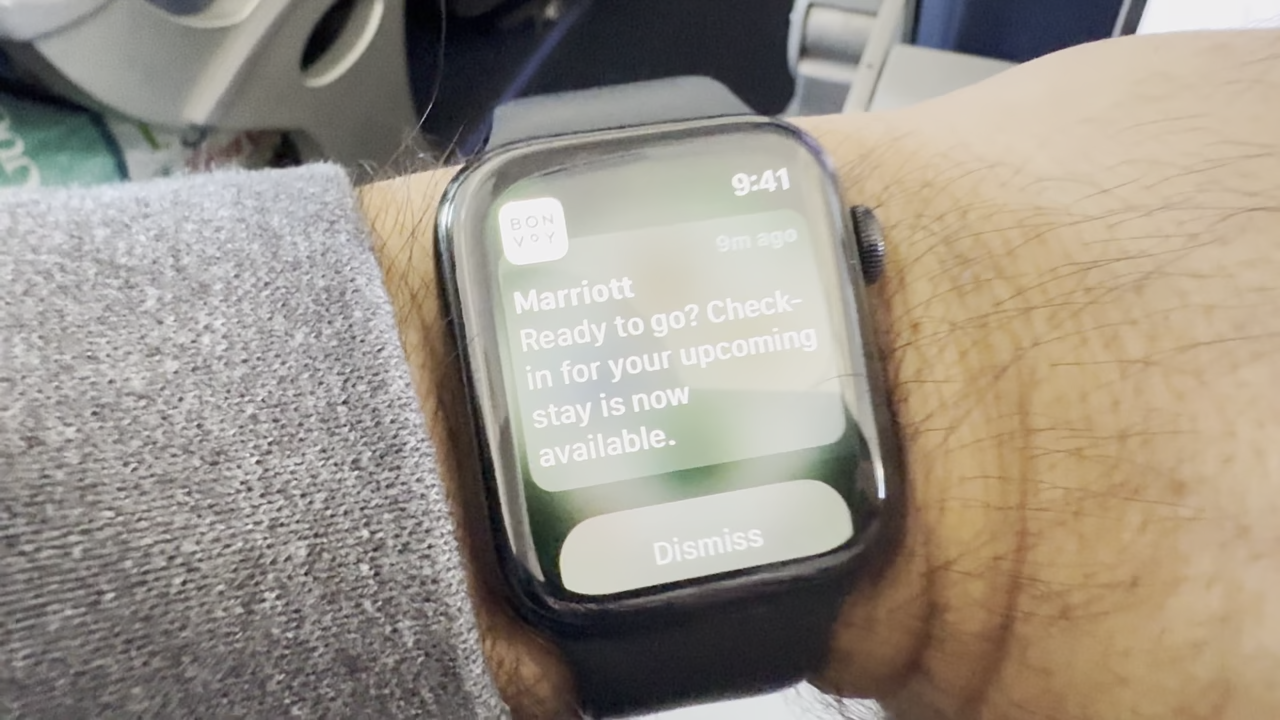 9:41
BON
VOY
9m ago
Marriott
Ready to go? Check-
in for your upcoming
stay is now
available.
Dismiss